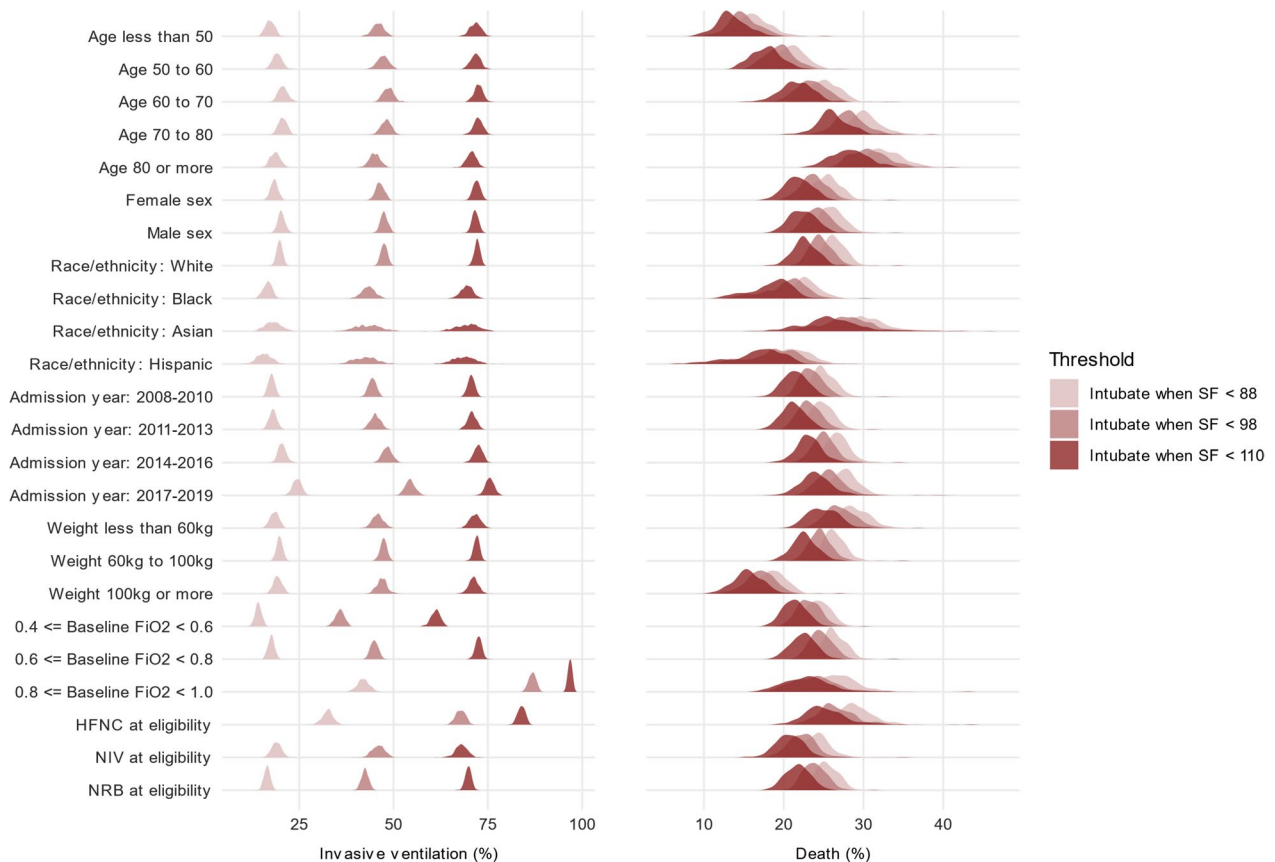 Age less than 50
Age 50 to 60
Age 60 to 70
Age 70 to 80
Age 80 or more
Female sex
Male sex
Race/ethnicity: White
Race/ethnicity: Black
Race/ethnicity: Asian
Race/ethnicity: Hispanic
Admission year: 2008-2010
Admission year: 2011-2013
Admission year: 2014-2016
Admission year: 2017-2019
Weight less than 60kg
Weight 60kg to 100kg
Weight 100kg or more
0.4 <= Baseline FiO2 < 0.6
0.6 <= Baseline FiO2 < 0.8
0.8 <= Baseline FiO2 < 1.0
HFNC at eligibility
NIV at eligibility
NRB at eligibility
25 50 75 100
Invasive ventilation (%)
10 20 30 40
Death (%)
Threshold
Intubate when SF < 88
Intubate when SF < 98
Intubate when SF < 110